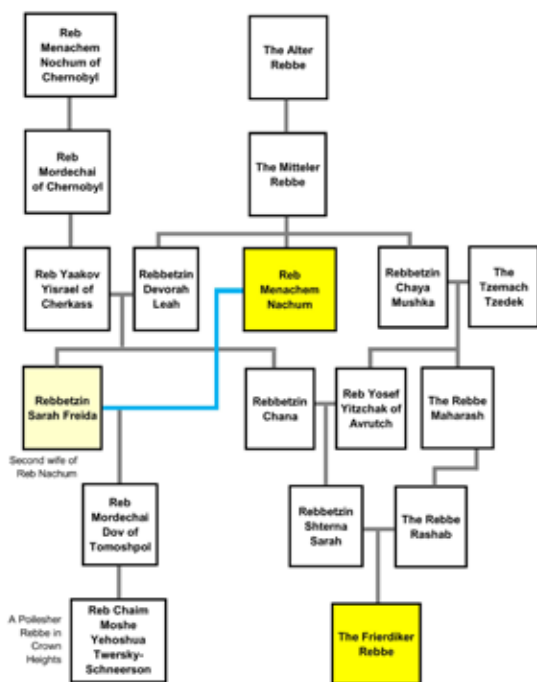 Reb
Menachem
Nochum of
Chernobyl
The Alter
Rebbe
Reb
Mordechai
of Chernobyl
The Mitteler
Rebbe
Reb Yaakov
Yisrael of
Cherkass
Rebbetzin
Devorah
Leah
Reb
Menachem
Nachum
Rebbetzin
Chaya
Mushka
The
Tzemach
Tzedek
Rebbetzin
Sarah Freida
Second wife of
Reb Nachum
Rebbetzin
Chana
Reb Yosef
Yitzchak of
Avrutch
The Rebbe
Maharash
Reb
Mordechai
Dov of
Tomoshpol
Rebbetzin
Shterna
Sarah
The Rebbe
Rashab
A Poilesher
Rebbe in
Crown
Heights
Reb Chaim
Moshe
Yehoshua
Twersky-
Schneerson
The Frierdiker
Rebbe